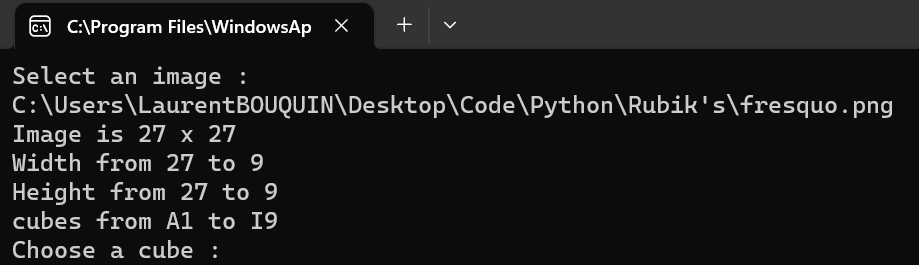 C:\Program Files\WindowsAp
Select an image :
C:\Users\LaurentBOUQUIN\Desktop\Code\Python\Rubik's\fresquo.png
Image is 27 x 27
Width from 27 to 9
Height from 27 to 9
cubes from A1 to I9
Choose a cube :